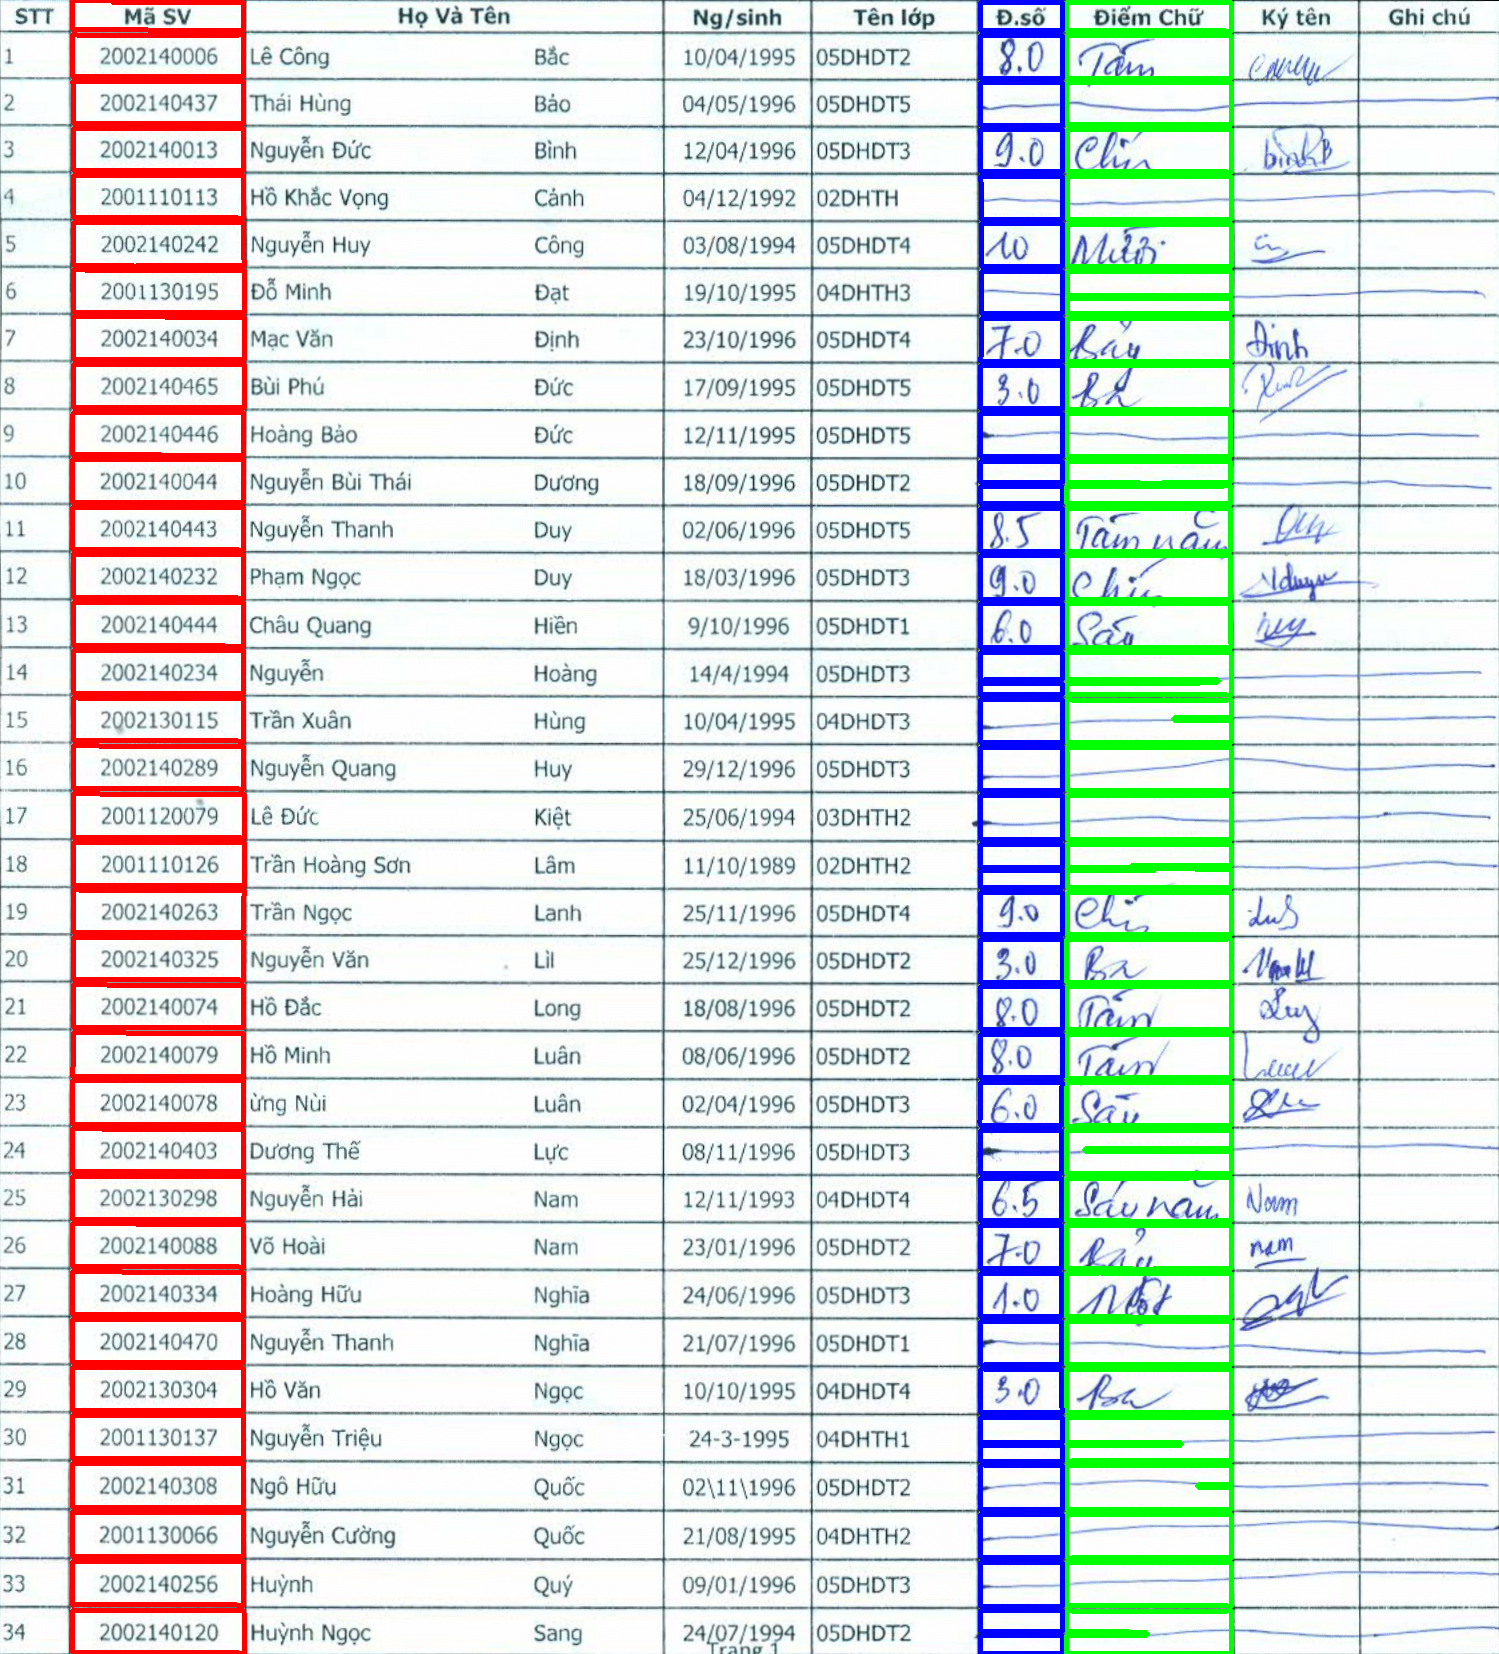 STT Mã SV Họ Và Tên Ng/sinh Tên lớp Đ.số Điểm Chữ Ký tên Ghi chú
1 2002140006 Lê Công Bắc 10/04/1995 05DHDT2 8.0 Tám
2 2002140437 Thái Hùng Bảo 04/05/1996 05DHDT5
3 2002140013 Nguyễn Đức Bình 12/04/1996 05DHDT3 9.0 Chín
4 2001110113 Hồ Khắc Vọng Cảnh 04/12/1992 02DHTH
5 2002140242 Nguyễn Huy Công 03/08/1994 05DHDT4 10 Mười
6 2001130195 Đỗ Minh Đạt 19/10/1995 04DHTH3
7 2002140034 Mạc Văn Định 23/10/1996 05DHDT4 7.0 Bảy Định
8 2002140465 Bùi Phú Đức 17/09/1995 05DHDT5 3.0 Ba
9 2002140446 Hoàng Bảo Đức 12/11/1995 05DHDT5
10 2002140044 Nguyễn Bùi Thái Dương 18/09/1996 05DHDT2
11 2002140443 Nguyễn Thanh Duy 02/06/1996 05DHDT5 8.5 Tám năm
12 2002140232 Phạm Ngọc Duy 18/03/1996 05DHDT3 9.0 Chín
13 2002140444 Châu Quang Hiền 9/10/1996 05DHDT1 6.0 Sáu
14 2002140234 Nguyễn Hoàng 14/4/1994 05DHDT3
15 2002130115 Trần Xuân Hùng 10/04/1995 04DHDT3
16 2002140289 Nguyễn Quang Huy 29/12/1996 05DHDT3
17 2001120079 Lê Đức Kiệt 25/06/1994 03DHTH2
18 2001110126 Trần Hoàng Sơn Lâm 11/10/1989 02DHTH2
19 2002140263 Trần Ngọc Lanh 25/11/1996 05DHDT4 9.0 Chín
20 2002140325 Nguyễn Văn Lil 25/12/1996 05DHDT2 3.0 Ba
21 2002140074 Hồ Đắc Long 18/08/1996 05DHDT2 8.0 Tám
22 2002140079 Hồ Minh Luân 08/06/1996 05DHDT2 8.0 Tám
23 2002140078 ừng Nùi Luân 02/04/1996 05DHDT3 6.0 Sáu
24 2002140403 Dương Thế Lực 08/11/1996 05DHDT3
25 2002130298 Nguyễn Hải Nam 12/11/1993 04DHDT4 6.5 Sáu năm Nam
26 2002140088 Võ Hoài Nam 23/01/1996 05DHDT2 7.0 Bảy nam
27 2002140334 Hoàng Hữu Nghĩa 24/06/1996 05DHDT3 1.0 Một
28 2002140470 Nguyễn Thanh Nghĩa 21/07/1996 05DHDT1
29 2002130304 Hồ Văn Ngọc 10/10/1995 04DHDT4 3.0 Ba
30 2001130137 Nguyễn Triệu Ngọc 24-3-1995 04DHTH1
31 2002140308 Ngô Hữu Quốc 02\11\1996 05DHDT2
32 2001130066 Nguyễn Cường Quốc 21/08/1995 04DHTH2
33 2002140256 Huỳnh Quý 09/01/1996 05DHDT3
34 2002140120 Huỳnh Ngọc Sang 24/07/1994 05DHDT2
Trang 1